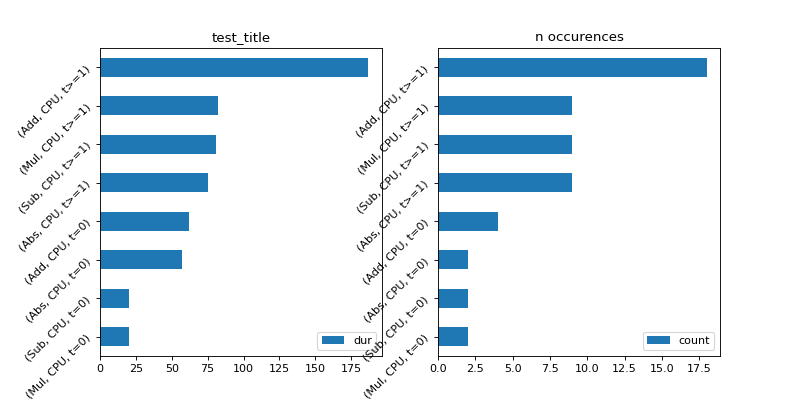 test_title
(Add, CPU, t>=1)
(Mul, CPU, t>=1)
(Sub, CPU, t>=1)
(Abs, CPU, t>=1)
(Add, CPU, t=0)
(Abs, CPU, t=0)
(Sub, CPU, t=0)
(Mul, CPU, t=0)
dur
0 25 50 75 100 125 150 175
n occurences
(Add, CPU, t>=1)
(Mul, CPU, t>=1)
(Sub, CPU, t>=1)
(Abs, CPU, t>=1)
(Add, CPU, t=0)
(Abs, CPU, t=0)
(Sub, CPU, t=0)
(Mul, CPU, t=0)
count
0.0 2.5 5.0 7.5 10.0 12.5 15.0 17.5